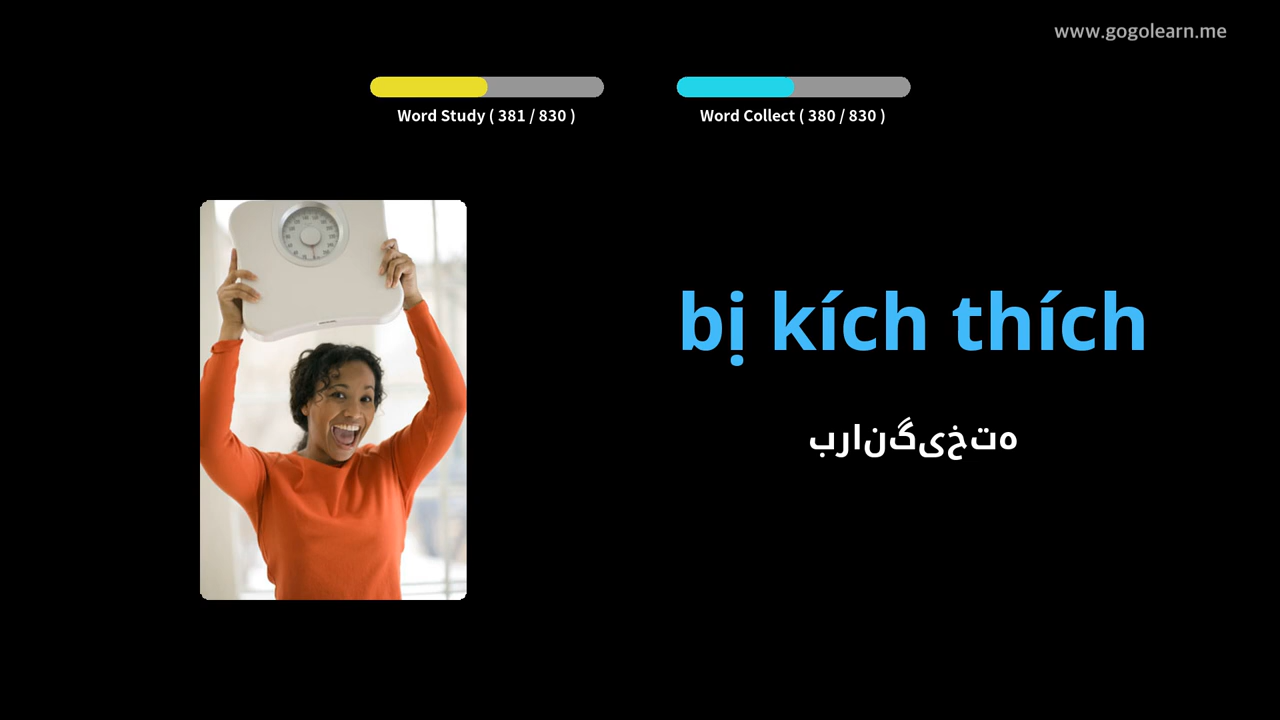 www.gogolearn.me
Word Study ( 381 / 830 )
Word Collect ( 380 / 830 )
bị kích thích
برانگیخته